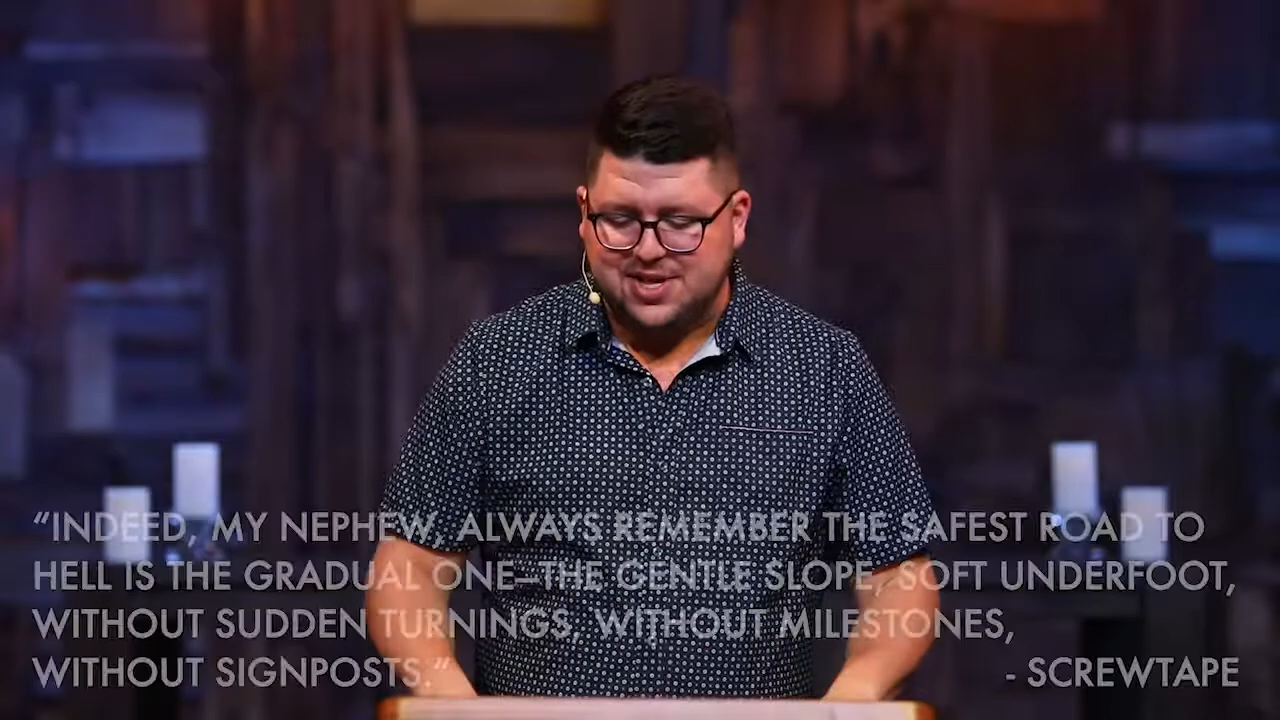 “INDEED, MY NEPHEW, ALWAYS REMEMBER THE SAFEST ROAD TO
HELL IS THE GRADUAL ONE–THE GENTLE SLOPE, SOFT UNDERFOOT,
WITHOUT SUDDEN TURNINGS, WITHOUT MILESTONES,
WITHOUT SIGNPOSTS.“ - SCREWTAPE